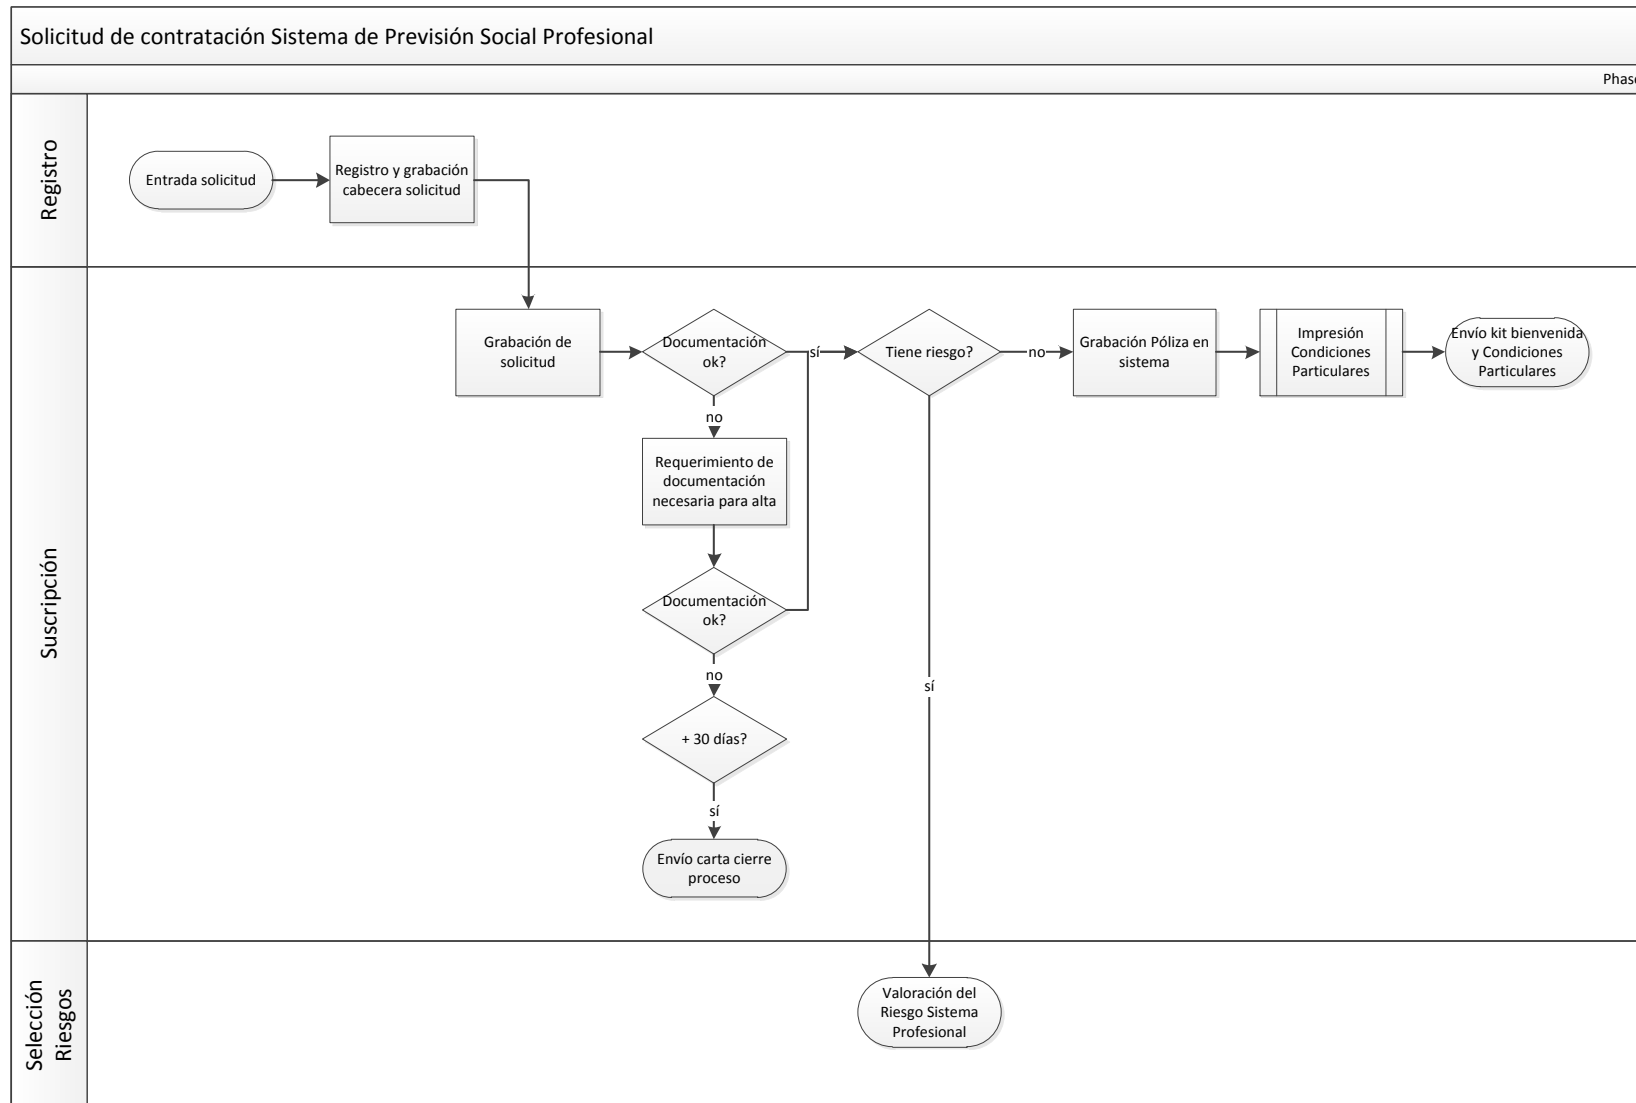 Solicitud de contratación Sistema de Previsión Social Profesional
Phase
Registro
Entrada solicitud
Registro y grabación
cabecera solicitud
Suscripción
Grabación de
solicitud
Documentación
ok?
sí
Tiene riesgo?
no
Grabación Póliza en
sistema
Impresión
Condiciones
Particulares
Envío kit bienvenida
y Condiciones
Particulares
no
Requerimiento de
documentación
necesaria para alta
Documentación
ok?
no
+ 30 días?
sí
Envío carta cierre
proceso
sí
Selección
Riesgos
Valoración del
Riesgo Sistema
Profesional